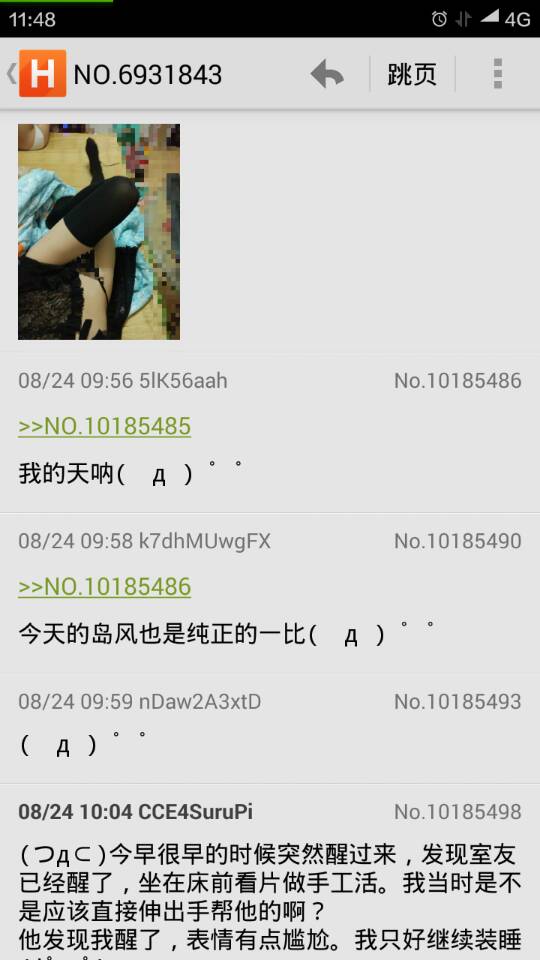 11:48 4G
H NO.6931843 跳页
08/24 09:56 5lK56aah No.10185486
>>NO.10185485
我的天呐( д ) ゜゜
08/24 09:58 k7dhMUwgFX No.10185490
>>NO.10185486
今天的岛风也是纯正的一比( д ) ゜゜
08/24 09:59 nDaw2A3xtD No.10185493
( д ) ゜゜
08/24 10:04 CCE4SuruPi No.10185498
(つд⊂)今早很早的时候突然醒过来，发现室友
已经醒了，坐在床前看片做手工活。我当时是不
是应该直接伸出手帮他的啊？
他发现我醒了，表情有点尴尬。我只好继续装睡